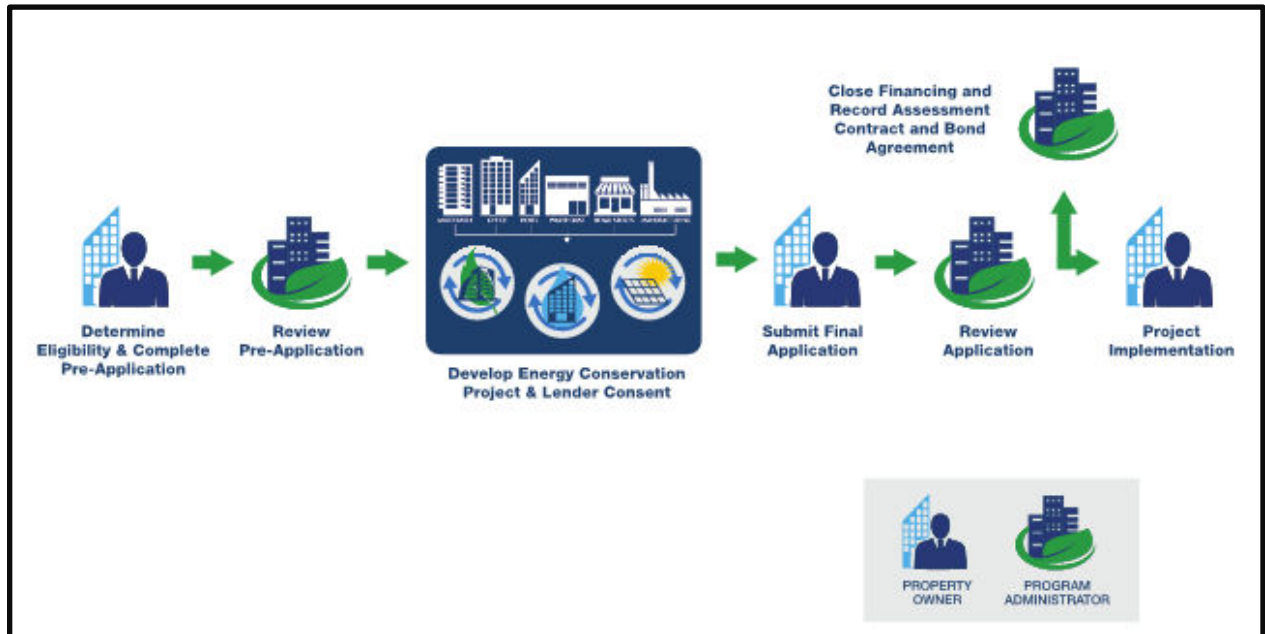 Close Financing and
Record Assessment
Contract and Bond
Agreement
Determine
Eligibility & Complete
Pre-Application
Review
Pre-Application
Develop Energy Conservation
Project & Lender Consent
Submit Final
Application
Review
Application
Project
Implementation
PROPERTY
OWNER
PROGRAM
ADMINISTRATOR